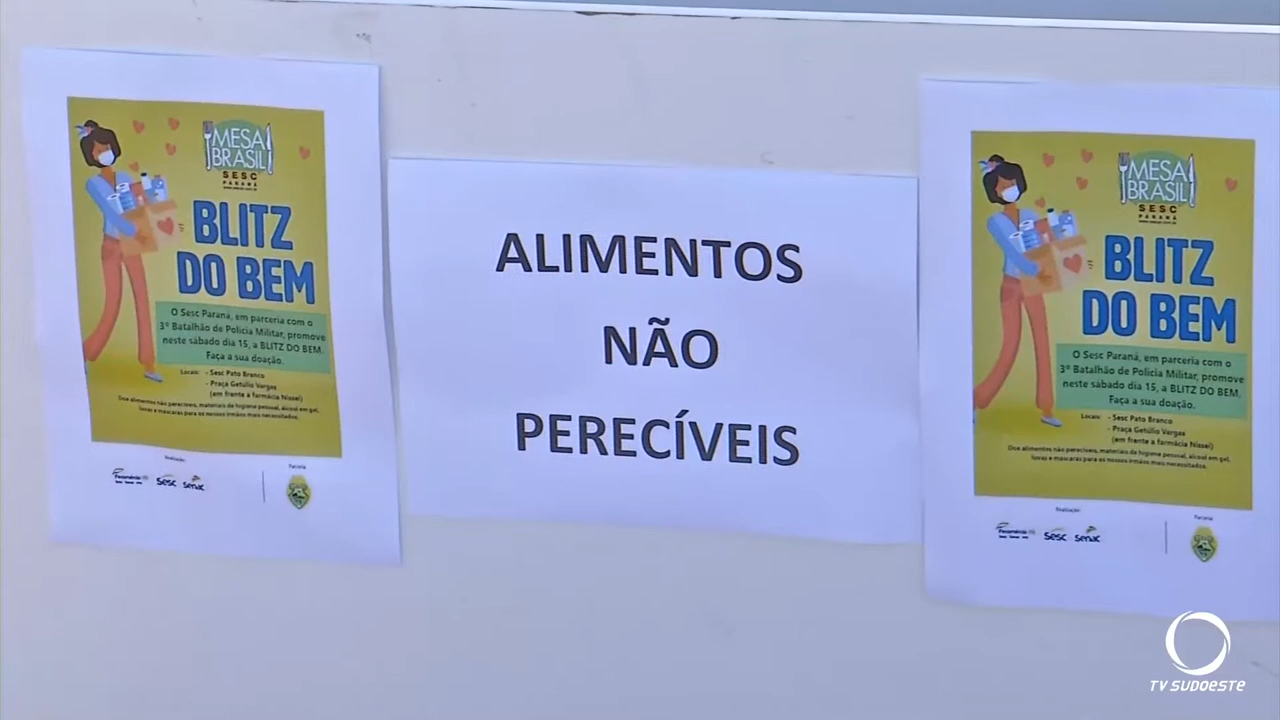 MESA
BRASIL
SESC
PARANÁ
BLITZ
DO BEM
O Sesc Paraná, em parceria com o
3º Batalhão de Polícia Militar, promove
neste sábado dia 15, a BLITZ DO BEM.
Faça a sua doação.
Locais: - Sesc Pato Branco
- Praça Getúlio Vargas
(em frente a farmácia Nissei)
Doe alimentos não perecíveis, materiais de higiene pessoal, álcool em gel,
luvas e máscaras para os nossos irmãos mais necessitados.
Realização
Parceria
Fecomércio PR
Sesc
Senac
ALIMENTOS
NÃO
PERECÍVEIS
MESA
BRASIL
SESC
PARANÁ
BLITZ
DO BEM
O Sesc Paraná, em parceria com o
3º Batalhão de Polícia Militar, promove
neste sábado dia 15, a BLITZ DO BEM.
Faça a sua doação.
Locais: - Sesc Pato Branco
- Praça Getúlio Vargas
(em frente a farmácia Nissei)
Doe alimentos não perecíveis, materiais de higiene pessoal, álcool em gel,
luvas e máscaras para os nossos irmãos mais necessitados.
Realização
Parceria
Fecomércio PR
Sesc
Senac
TV SUDOESTE